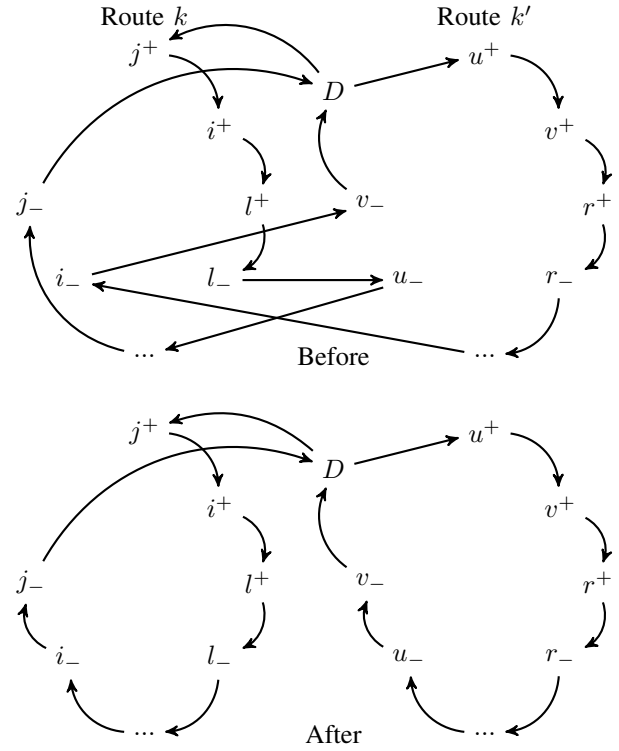 Route k Route k′
j⁺ u⁺
D
i⁺ v⁺
j₋ l⁺ v₋ r⁺
i₋ l₋ u₋ r₋
... ...
Before
j⁺ u⁺
D
i⁺ v⁺
j₋ l⁺ v₋ r⁺
i₋ l₋ u₋ r₋
... ...
After